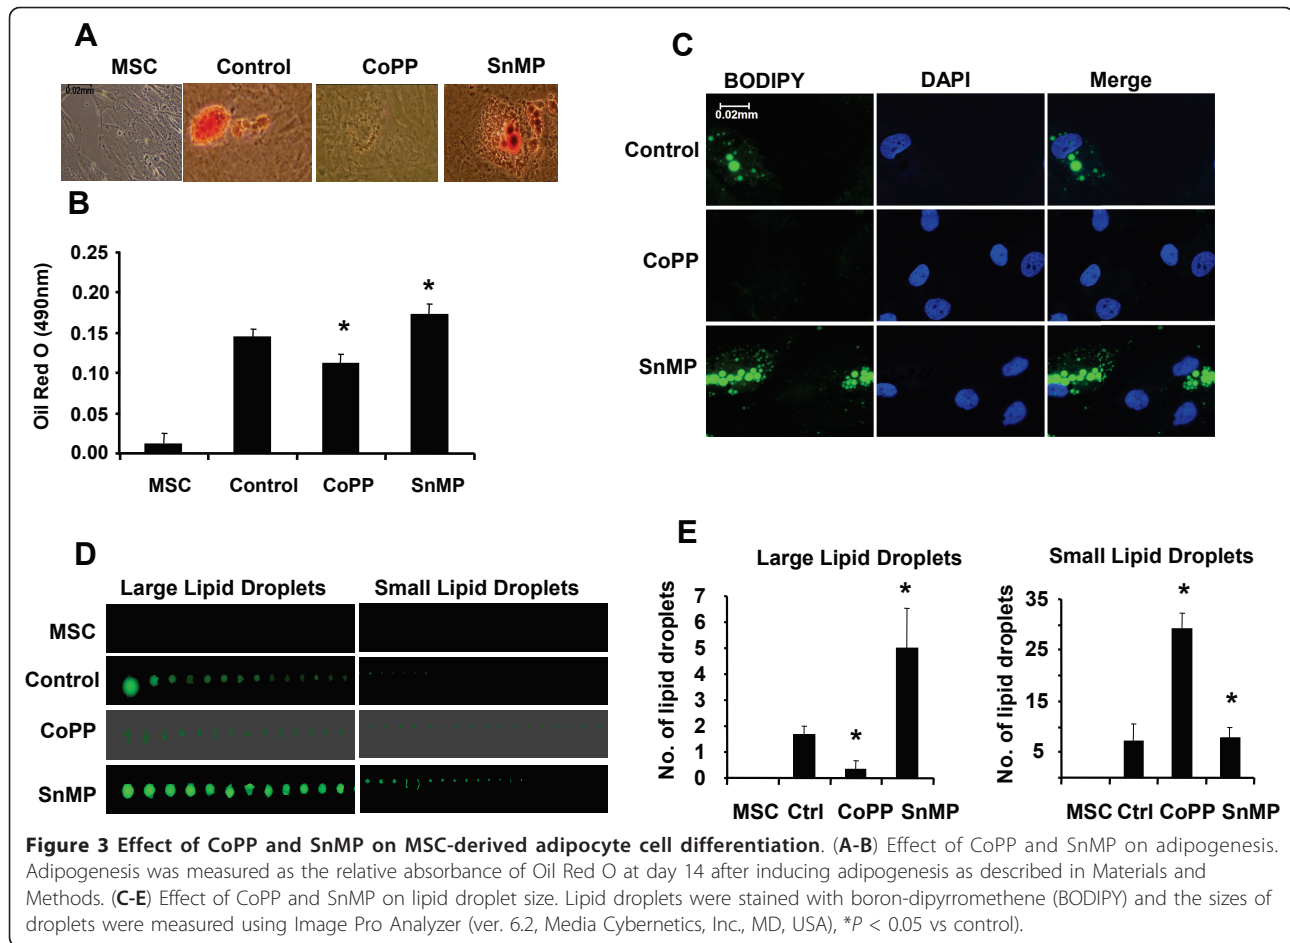 A
MSC Control CoPP SnMP
0.02mm
B
Oil Red O (490nm)
0.25
0.20
0.15
0.10
0.05
0.00
*
*
MSC Control CoPP SnMP
C
BODIPY DAPI Merge
0.02mm
Control
CoPP
SnMP
D
Large Lipid Droplets Small Lipid Droplets
MSC
Control
CoPP
SnMP
E
Large Lipid Droplets
No. of lipid droplets
7
6
5
4
3
2
1
0
*
*
MSC Ctrl CoPP SnMP
Small Lipid Droplets
No. of lipid droplets
35
25
15
5
*
*
MSC Ctrl CoPP SnMP
Figure 3 Effect of CoPP and SnMP on MSC-derived adipocyte cell differentiation. (A-B) Effect of CoPP and SnMP on adipogenesis.
Adipogenesis was measured as the relative absorbance of Oil Red O at day 14 after inducing adipogenesis as described in Materials and
Methods. (C-E) Effect of CoPP and SnMP on lipid droplet size. Lipid droplets were stained with boron-dipyrromethene (BODIPY) and the sizes of
droplets were measured using Image Pro Analyzer (ver. 6.2, Media Cybernetics, Inc., MD, USA), *P < 0.05 vs control).